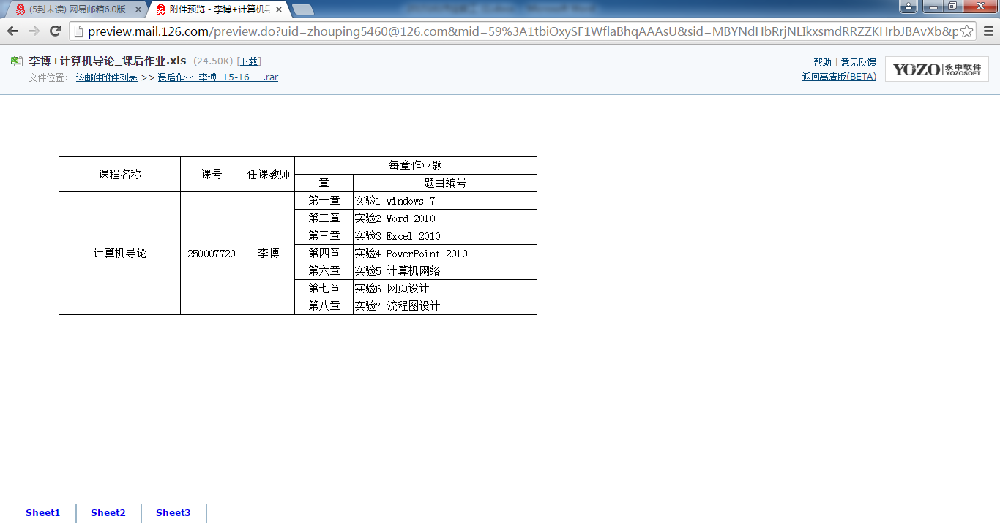 (5封未读) 网易邮箱6.0版
附件预览 - 李博+计算机导
preview.mail.126.com/preview.do?uid=zhouping5460@126.com&mid=59%3A1tbiOxySF1WflaBhqAAAsU&sid=MBYNdHbRrjNLIkxsmdRRZZKHrbJBAvXb&p
李博+计算机导论_课后作业.xls (24.50K) [下载]
文件位置： 该邮件附件列表 >> 课后作业_李博_15-16 ... .rar
帮助 | 意见反馈
返回高清版(BETA)
YOZO 永中软件
YOZOSOFT
课程名称 课号 任课教师 每章作业题
章 题目编号
第一章 实验1 windows 7
第二章 实验2 Word 2010
第三章 实验3 Excel 2010
计算机导论 250007720 李博 第四章 实验4 PowerPoint 2010
第六章 实验5 计算机网络
第七章 实验6 网页设计
第八章 实验7 流程图设计
Sheet1 Sheet2 Sheet3